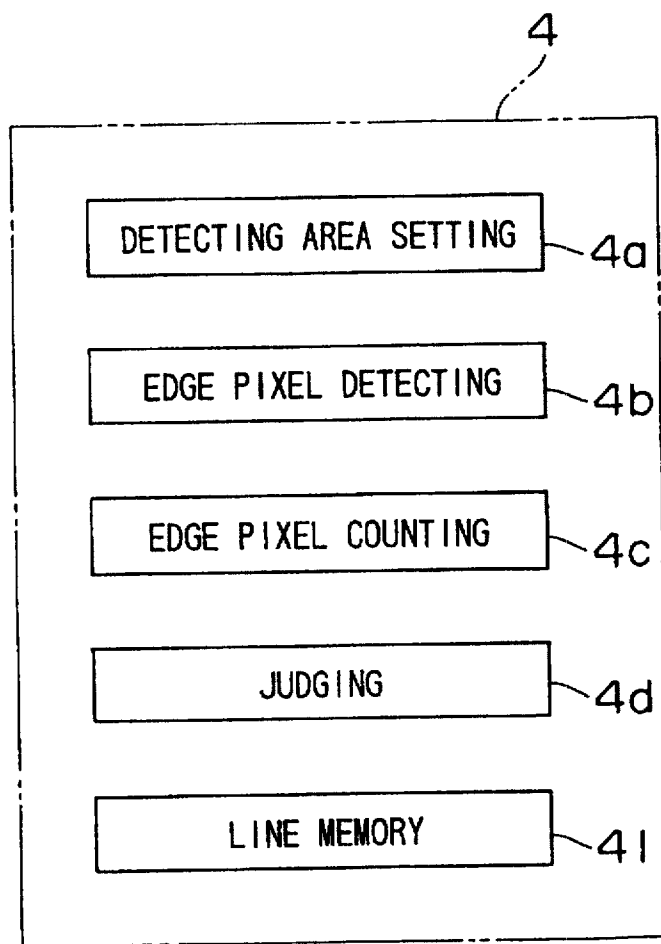 4
DETECTING AREA SETTING
4a
EDGE PIXEL DETECTING
4b
EDGE PIXEL COUNTING
4c
JUDGING
4d
LINE MEMORY
41